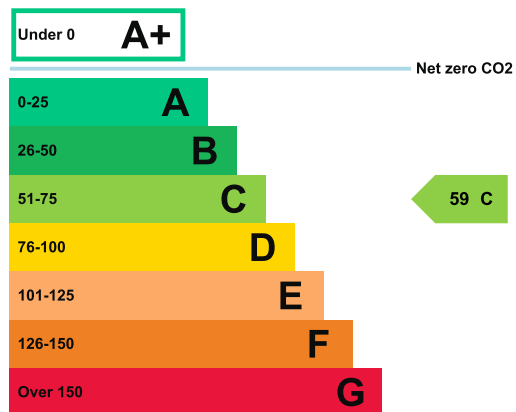 Under 0 A+
Net zero CO2
0-25 A
26-50 B
51-75 C
59 C
76-100 D
101-125 E
126-150 F
Over 150 G